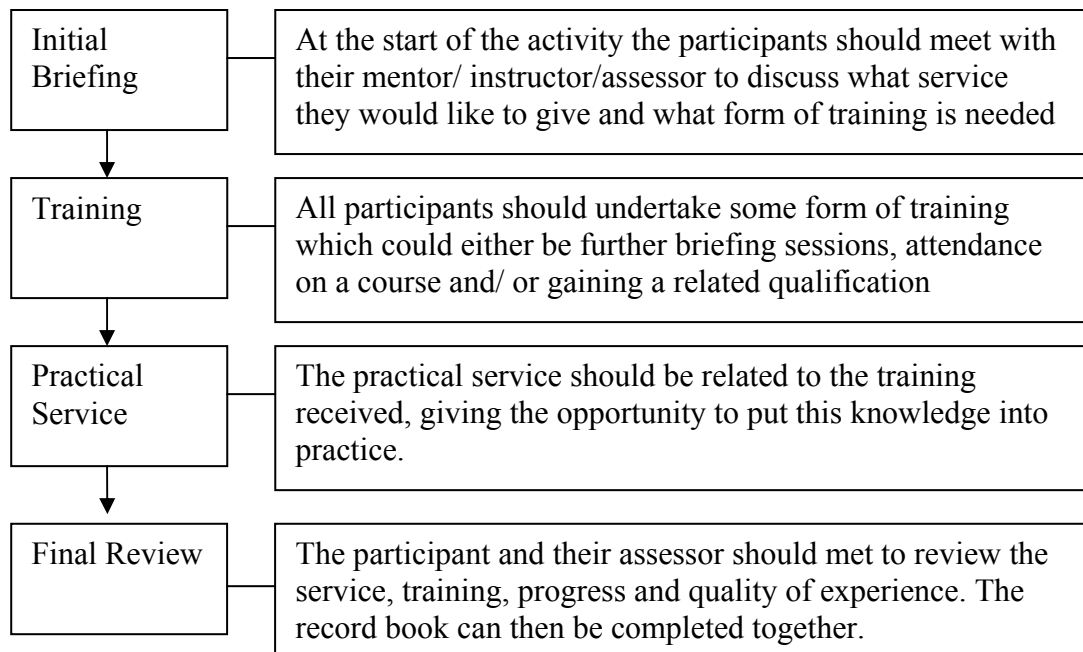 Initial
Briefing
At the start of the activity the participants should meet with
their mentor/ instructor/assessor to discuss what service
they would like to give and what form of training is needed
Training
All participants should undertake some form of training
which could either be further briefing sessions, attendance
on a course and/ or gaining a related qualification
Practical
Service
The practical service should be related to the training
received, giving the opportunity to put this knowledge into
practice.
Final Review
The participant and their assessor should met to review the
service, training, progress and quality of experience. The
record book can then be completed together.